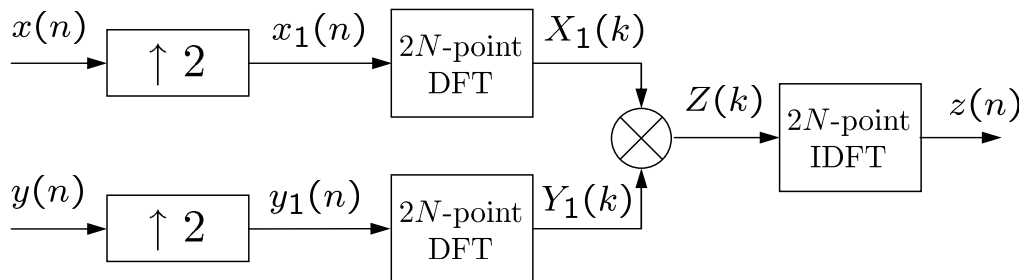 x(n)
↑ 2
x₁(n)
2N-point
DFT
X₁(k)
Z(k)
2N-point
IDFT
z(n)
y(n)
↑ 2
y₁(n)
2N-point
DFT
Y₁(k)